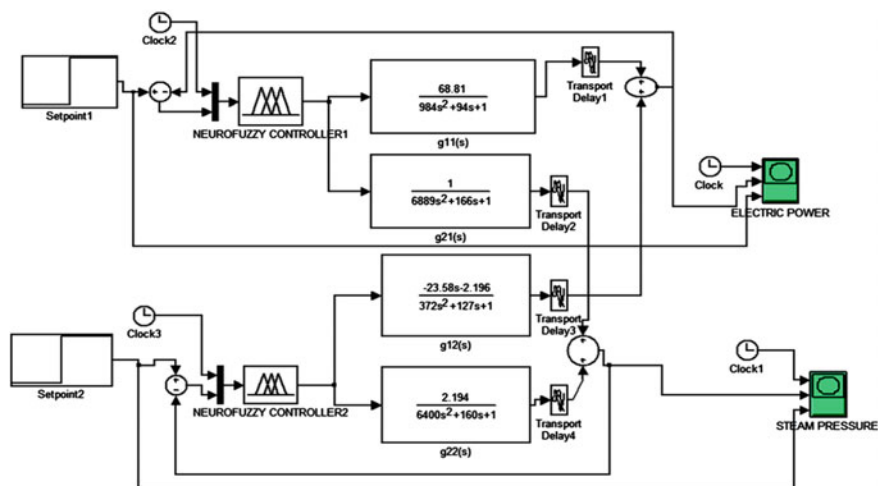 Clock2
Setpoint1
NEUROFUZZY CONTROLLER1
68.81
984s²+94s+1
g11(s)
Transport
Delay1
Clock
ELECTRIC POWER
1
6889s²+166s+1
g21(s)
Transport
Delay2
-23.58s-2.196
372s²+127s+1
g12(s)
Transport
Delay3
Clock3
Setpoint2
NEUROFUZZY CONTROLLER2
2.194
6400s²+160s+1
g22(s)
Transport
Delay4
Clock1
STEAM PRESSURE